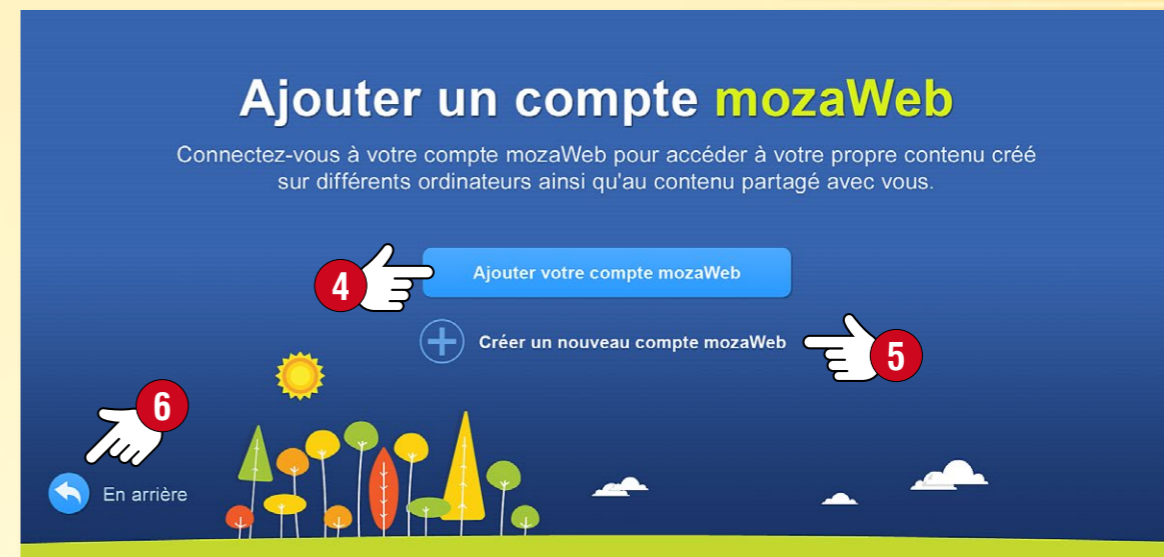 Ajouter un compte mozaWeb
Connectez-vous à votre compte mozaWeb pour accéder à votre propre contenu créé
sur différents ordinateurs ainsi qu'au contenu partagé avec vous.
4
Ajouter votre compte mozaWeb
Créer un nouveau compte mozaWeb
5
6
En arrière